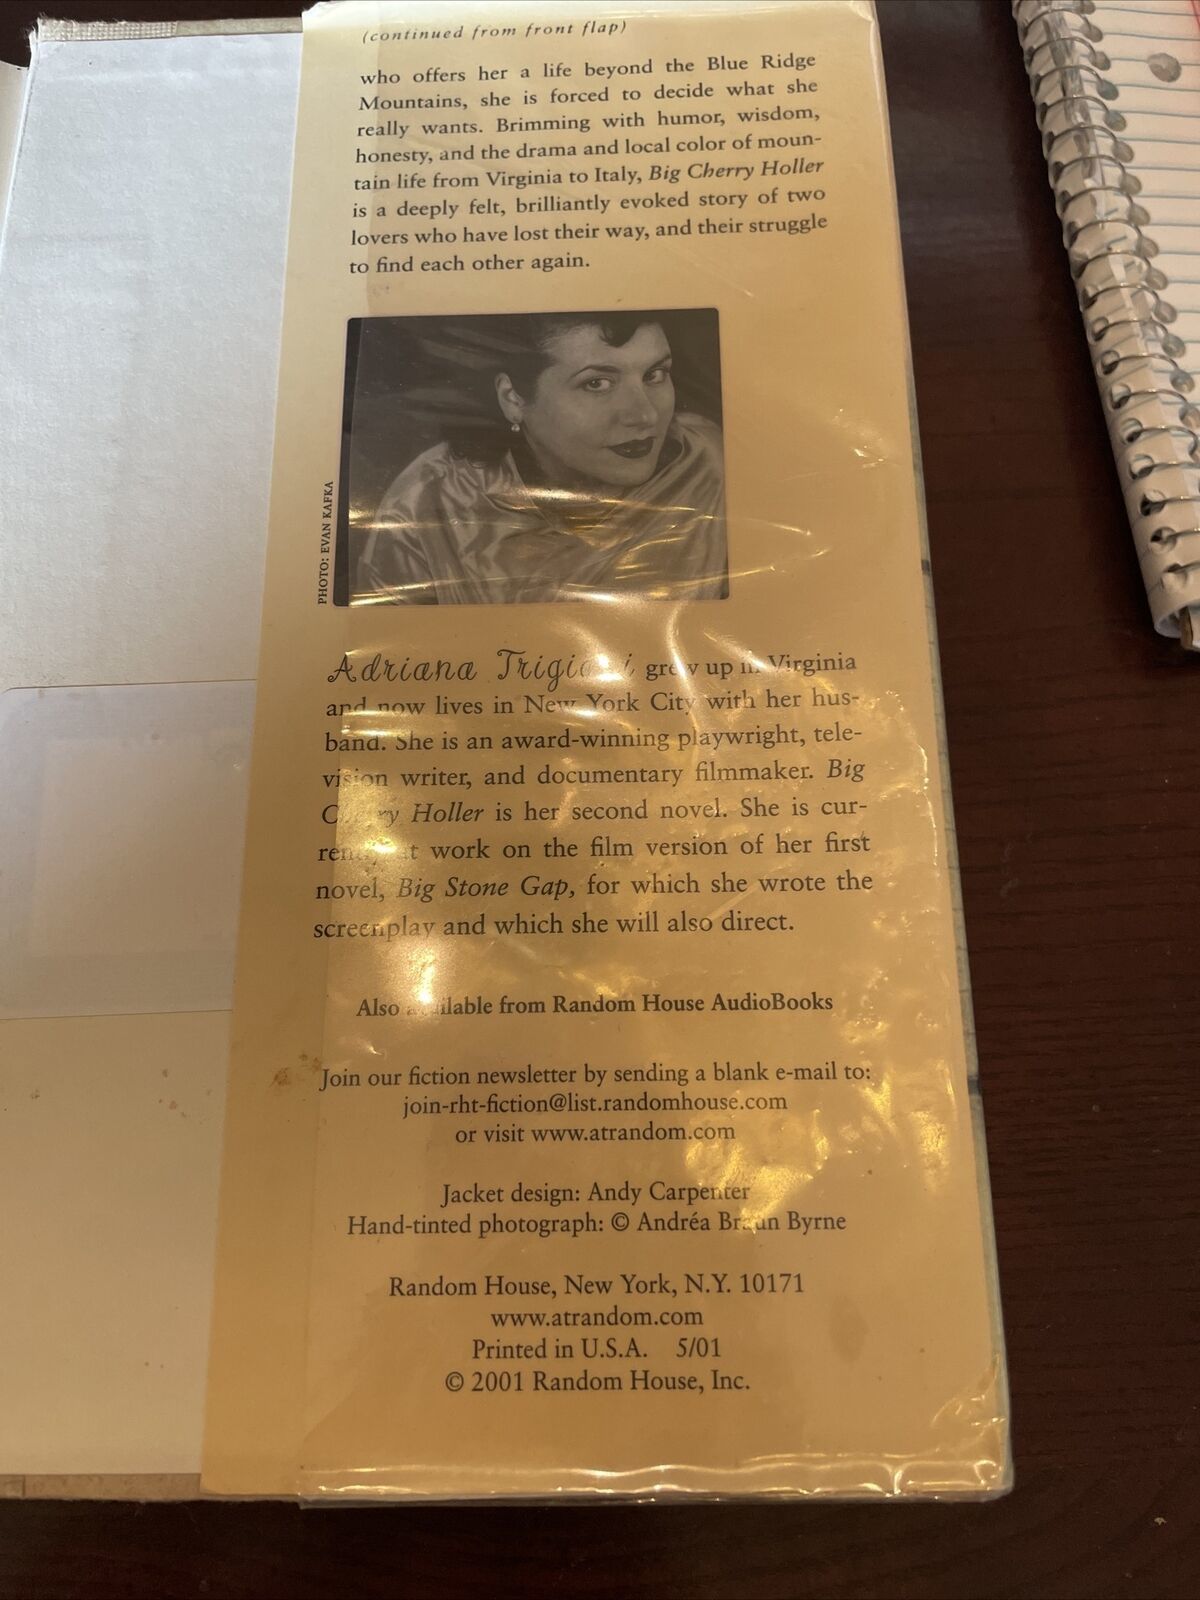 (continued from front flap)
who offers her a life beyond the Blue Ridge
Mountains, she is forced to decide what she
really wants. Brimming with humor, wisdom,
honesty, and the drama and local color of moun-
tain life from Virginia to Italy, Big Cherry Holler
is a deeply felt, brilliantly evoked story of two
lovers who have lost their way, and their struggle
to find each other again.
PHOTO: EVAN KAFKA
Adriana Trigiani grew up in Virginia
and now lives in New York City with her hus-
band. She is an award-winning playwright, tele-
vision writer, and documentary filmmaker. Big
Cherry Holler is her second novel. She is cur-
rently at work on the film version of her first
novel, Big Stone Gap, for which she wrote the
screenplay and which she will also direct.
Also available from Random House AudioBooks
Join our fiction newsletter by sending a blank e-mail to:
join-rht-fiction@list.randomhouse.com
or visit www.atrandom.com
Jacket design: Andy Carpenter
Hand-tinted photograph: © Andréa Braun Byrne
Random House, New York, N.Y. 10171
www.atrandom.com
Printed in U.S.A. 5/01
© 2001 Random House, Inc.